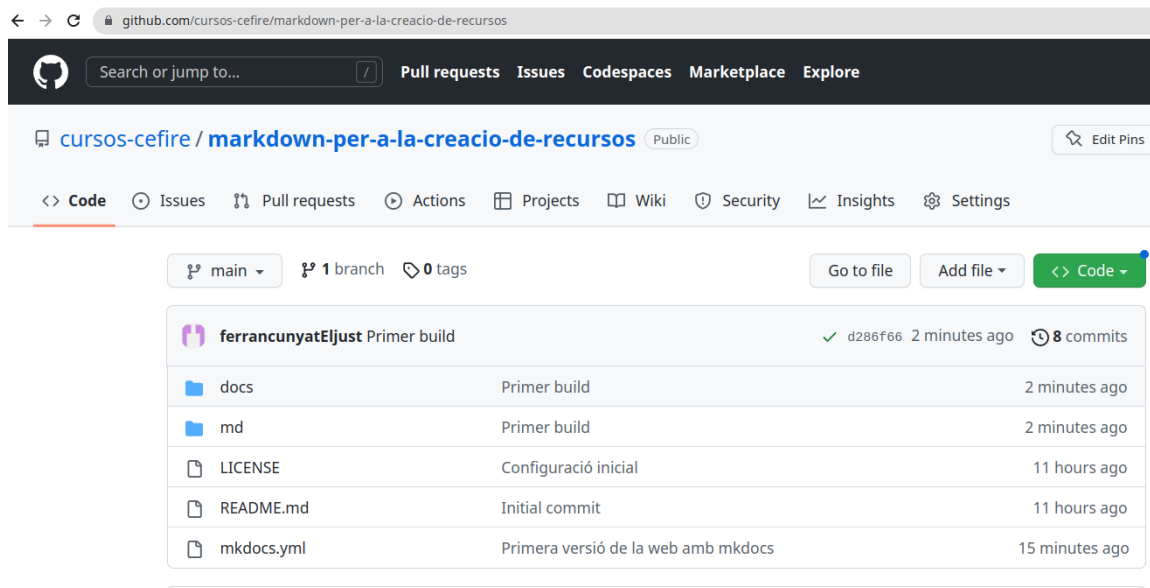 github.com/cursos-cefire/markdown-per-a-la-creacio-de-recursos
Search or jump to... / Pull requests Issues Codespaces Marketplace Explore
cursos-cefire / markdown-per-a-la-creacio-de-recursos Public Edit Pins
<> Code Issues Pull requests Actions Projects Wiki Security Insights Settings
main 1 branch 0 tags Go to file Add file <> Code
ferrancunyatEljust Primer build d286f66 2 minutes ago 8 commits
docs Primer build 2 minutes ago
md Primer build 2 minutes ago
LICENSE Configuració inicial 11 hours ago
README.md Initial commit 11 hours ago
mkdocs.yml Primera versió de la web amb mkdocs 15 minutes ago